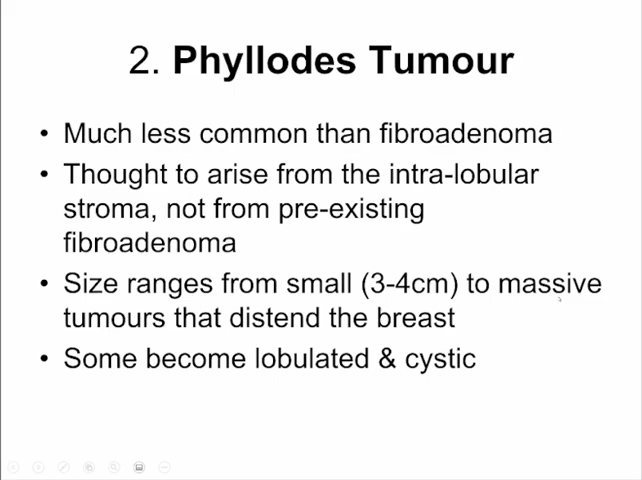 2. Phyllodes Tumour
• Much less common than fibroadenoma
• Thought to arise from the intra-lobular
stroma, not from pre-existing
fibroadenoma
• Size ranges from small (3-4cm) to massive
tumours that distend the breast
• Some become lobulated & cystic